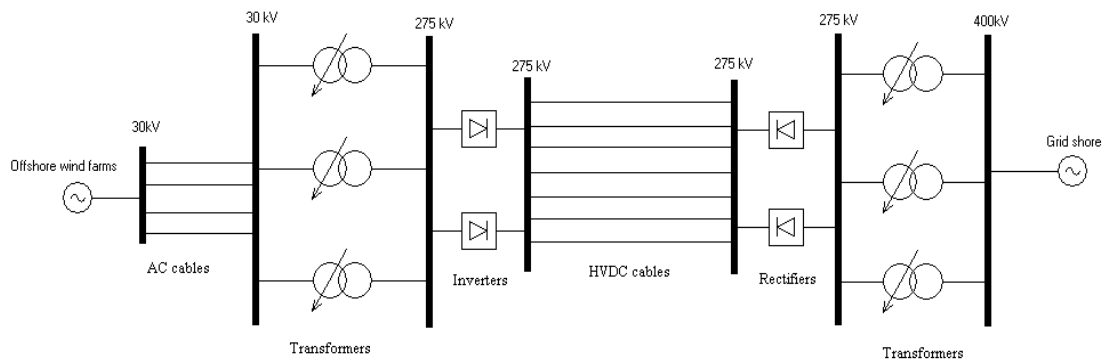 30 kV
275 kV
275 kV
400kV
275 kV
275 kV
30kV
Offshore wind farms
Grid shore
AC cables
Inverters
HVDC cables
Rectifiers
Transformers
Transformers